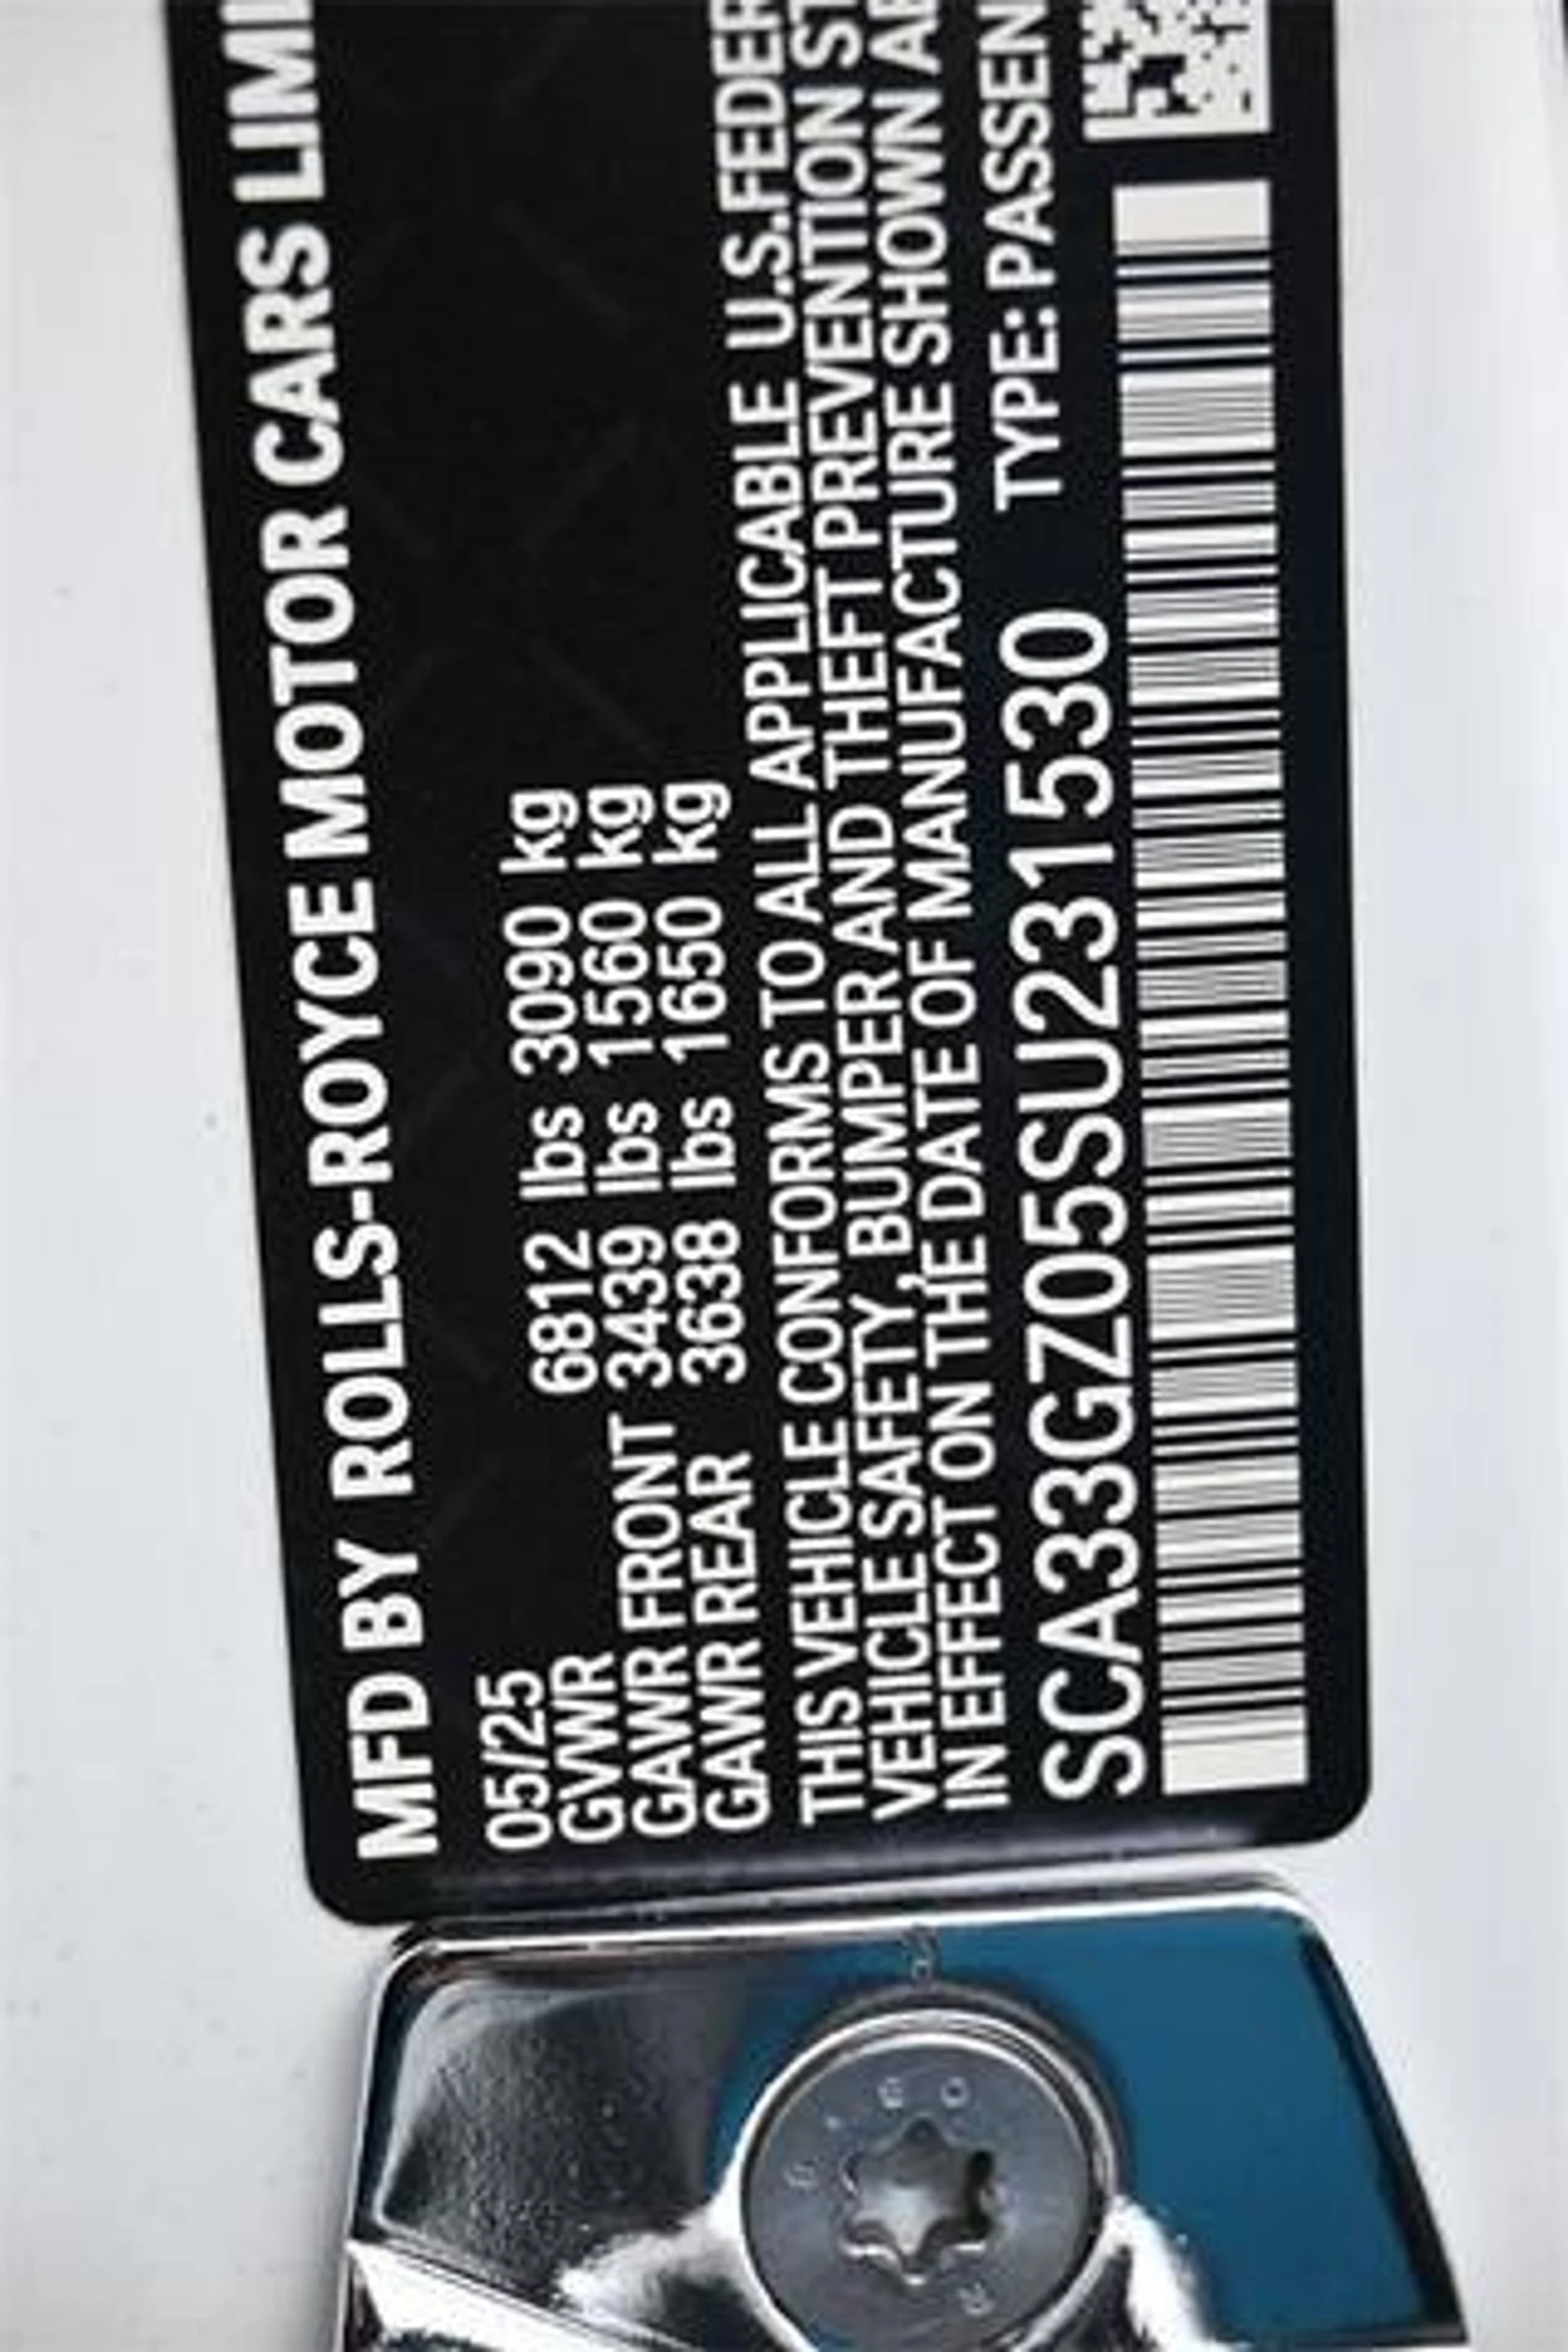 MFD BY ROLLS-ROYCE MOTOR CARS LIMI
05/25
GVWR 6812 lbs 3090 kg
GAWR FRONT 3439 lbs 1560 kg
GAWR REAR 3638 lbs 1650 kg
THIS VEHICLE CONFORMS TO ALL APPLICABLE U.S.FEDER
VEHICLE SAFETY, BUMPER AND THEFT PREVENTION ST
IN EFFECT ON THE DATE OF MANUFACTURE SHOWN AB
SCA33GZ05SU231530 TYPE: PASSEN